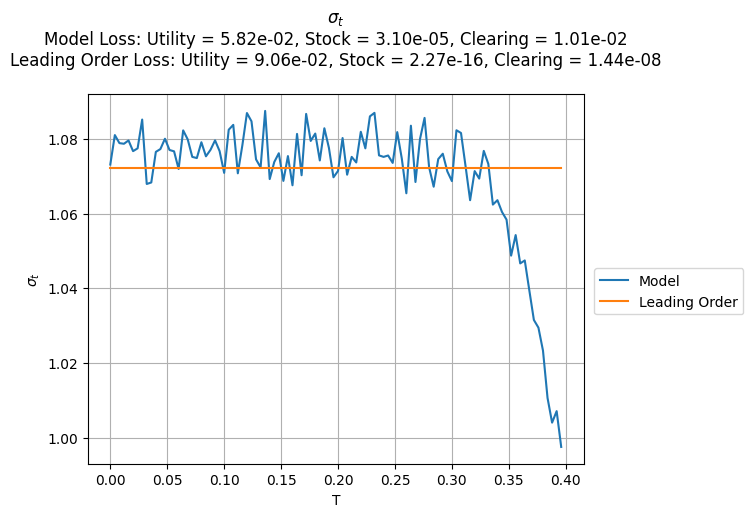 σt
Model Loss: Utility = 5.82e-02, Stock = 3.10e-05, Clearing = 1.01e-02
Leading Order Loss: Utility = 9.06e-02, Stock = 2.27e-16, Clearing = 1.44e-08
1.08
1.06
1.04
1.02
1.00
σt
0.00 0.05 0.10 0.15 0.20 0.25 0.30 0.35 0.40
T
Model
Leading Order